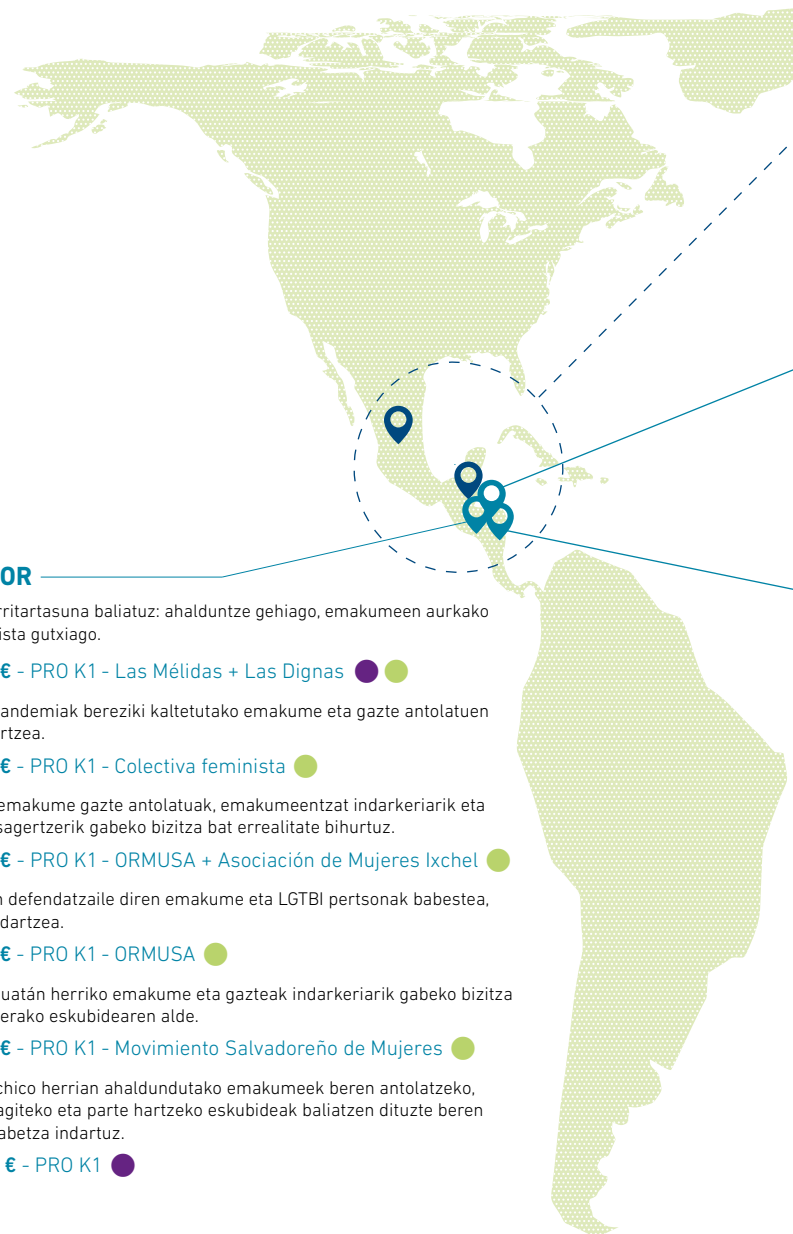 OR
rritartasuna baliatuz: ahalduntze gehiago, emakumeen aurkako
ista gutxiago.
€ - PRO K1 - Las Mélidas + Las Dignas
andemiak bereziki kaltetutako emakume eta gazte antolatuen
rtzea.
€ - PRO K1 - Colectiva feminista
emakume gazte antolatuak, emakumeentzat indarkeriarik eta
sagertzerik gabeko bizitza bat errealitate bihurtuz.
€ - PRO K1 - ORMUSA + Asociación de Mujeres Ixchel
n defendatzaile diren emakume eta LGTBI pertsonak babestea,
dartzea.
€ - PRO K1 - ORMUSA
uatán herriko emakume eta gazteak indarkeriarik gabeko bizitza
erako eskubidearen alde.
€ - PRO K1 - Movimiento Salvadoreño de Mujeres
chico herrian ahaldundutako emakumeek beren antolatzeko,
agiteko eta parte hartzeko eskubideak baliatzen dituzte beren
abetza indartuz.
€ - PRO K1